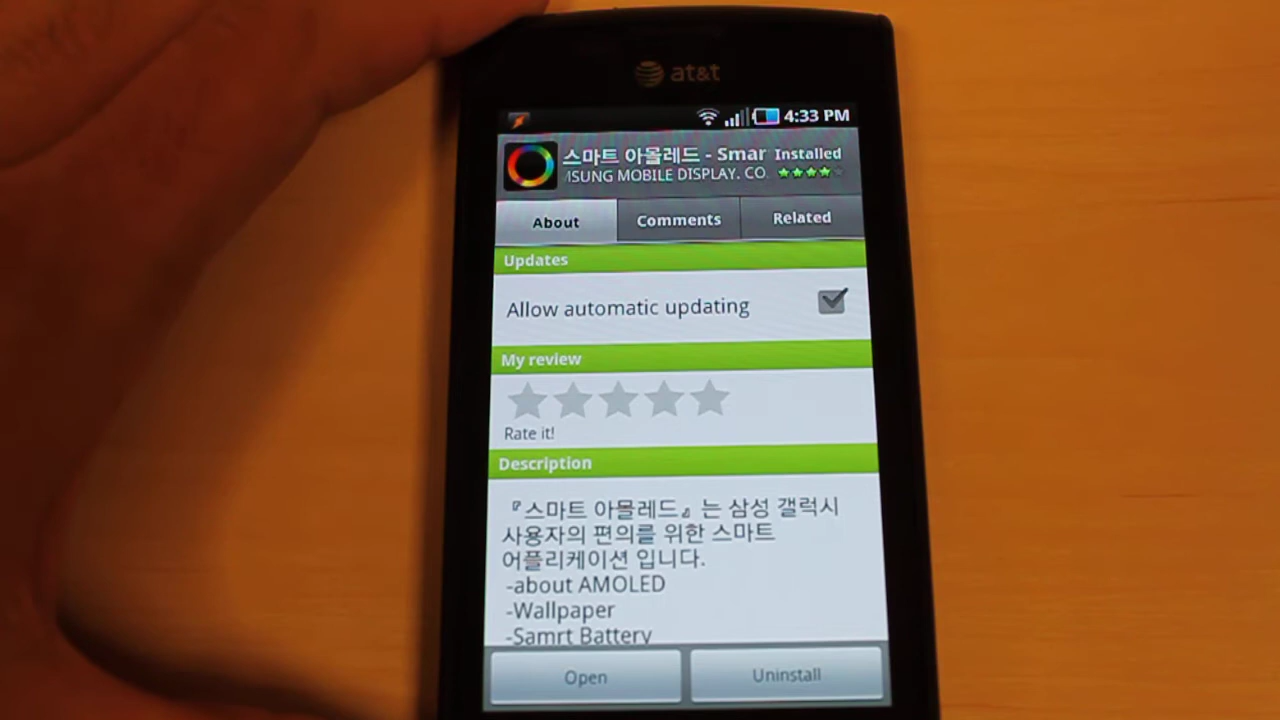 at&t
4:33 PM
스마트 아몰레드 - Smar Installed
SUNG MOBILE DISPLAY. CO
About Comments Related
Updates
Allow automatic updating
My review
Rate it!
Description
『스마트 아몰레드』는 삼성 갤럭시
사용자의 편의를 위한 스마트
어플리케이션 입니다.
-about AMOLED
-Wallpaper
-Samrt Battery
Open Uninstall